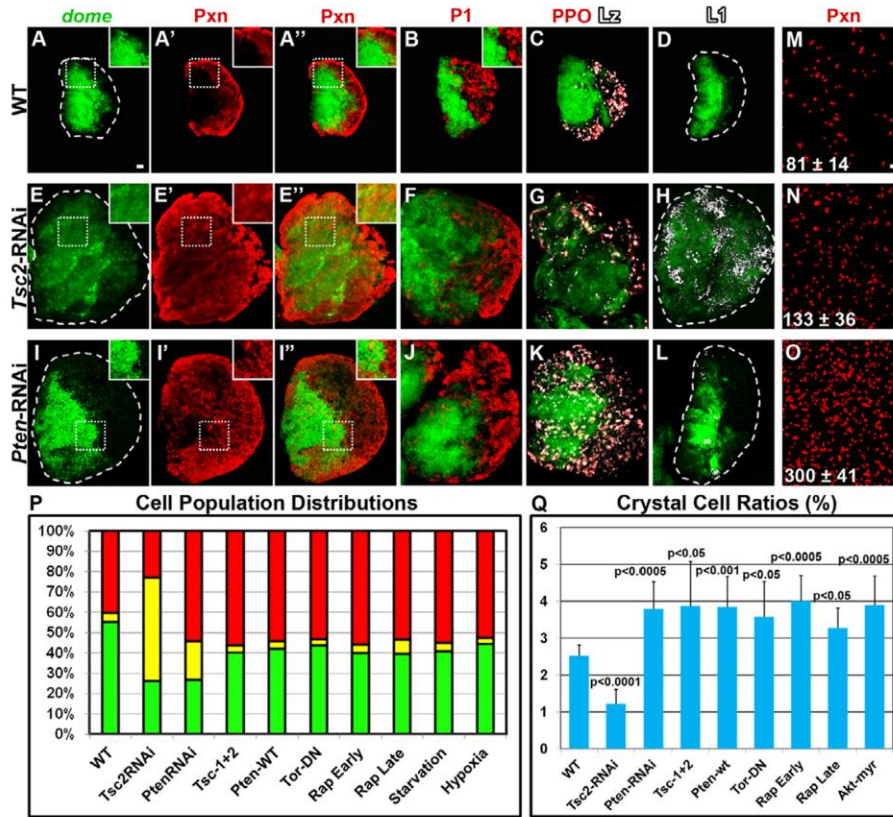 dome Pxn Pxn P1 PPO Lz L1 Pxn
WT
A A' A'' B C D M
81 ± 14
Tsc2-RNAi
E E' E'' F G H N
133 ± 36
Pten-RNAi
I I' I'' J K L O
300 ± 41
P Cell Population Distributions
100%
90%
80%
70%
60%
50%
40%
30%
20%
10%
0%
WT
Tsc2RNAi
PtenRNAi
Tsc-1+2
Pten-WT
Tor-DN
Rap Early
Rap Late
Starvation
Hypoxia
Q Crystal Cell Ratios (%)
6
5
4
3
2
1
0
p<0.0001
p<0.0005
p<0.05
p<0.001
p<0.05
p<0.0005
p<0.05
p<0.0005
WT
Tsc2-RNAi
Pten-RNAi
Tsc-1+2
Pten-wt
Tor-DN
Rap Early
Rap Late
Akt-myr